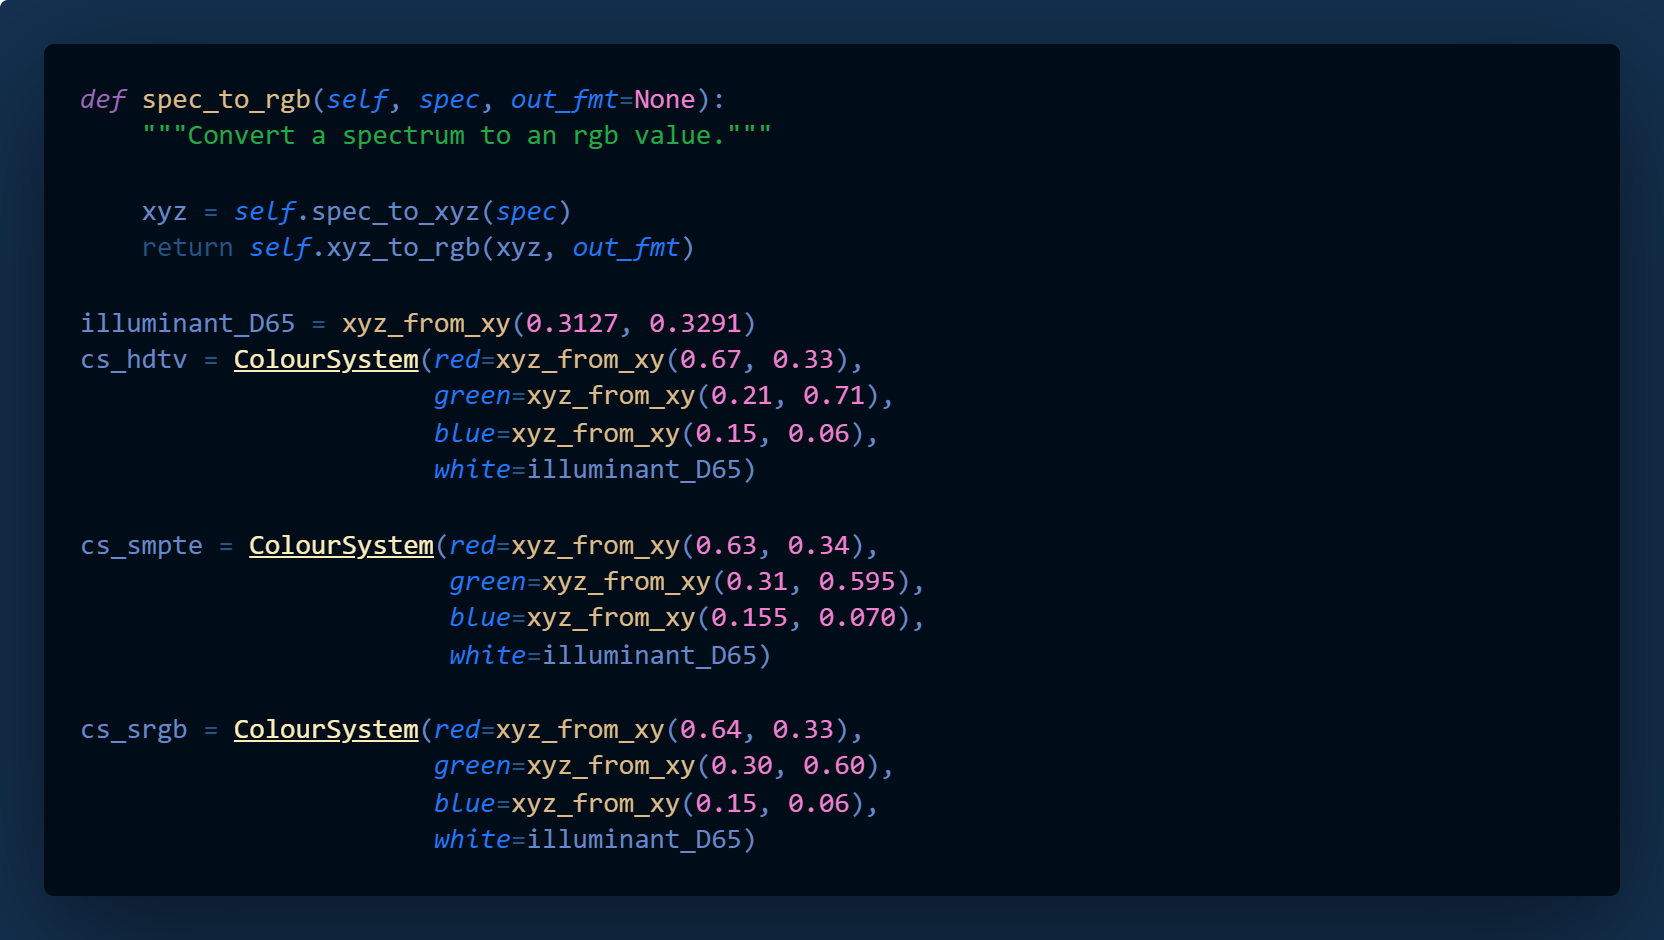 def spec_to_rgb(self, spec, out_fmt=None):
    """Convert a spectrum to an rgb value."""

    xyz = self.spec_to_xyz(spec)
    return self.xyz_to_rgb(xyz, out_fmt)

illuminant_D65 = xyz_from_xy(0.3127, 0.3291)
cs_hdtv = ColourSystem(red=xyz_from_xy(0.67, 0.33),
                       green=xyz_from_xy(0.21, 0.71),
                       blue=xyz_from_xy(0.15, 0.06),
                       white=illuminant_D65)

cs_smpte = ColourSystem(red=xyz_from_xy(0.63, 0.34),
                        green=xyz_from_xy(0.31, 0.595),
                        blue=xyz_from_xy(0.155, 0.070),
                        white=illuminant_D65)

cs_srgb = ColourSystem(red=xyz_from_xy(0.64, 0.33),
                       green=xyz_from_xy(0.30, 0.60),
                       blue=xyz_from_xy(0.15, 0.06),
                       white=illuminant_D65)